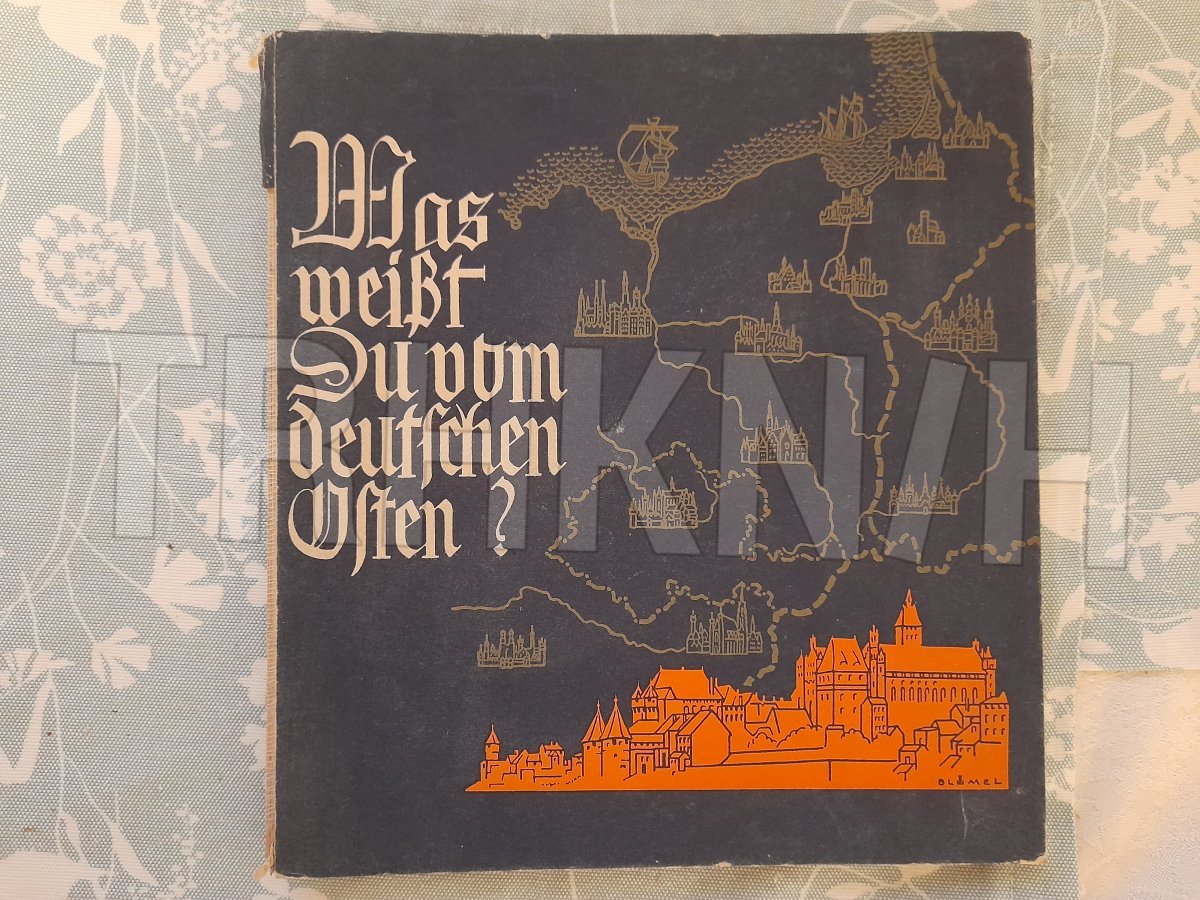 Was
weißt
Du vom
deutschen
Osten?
BLÜMEL